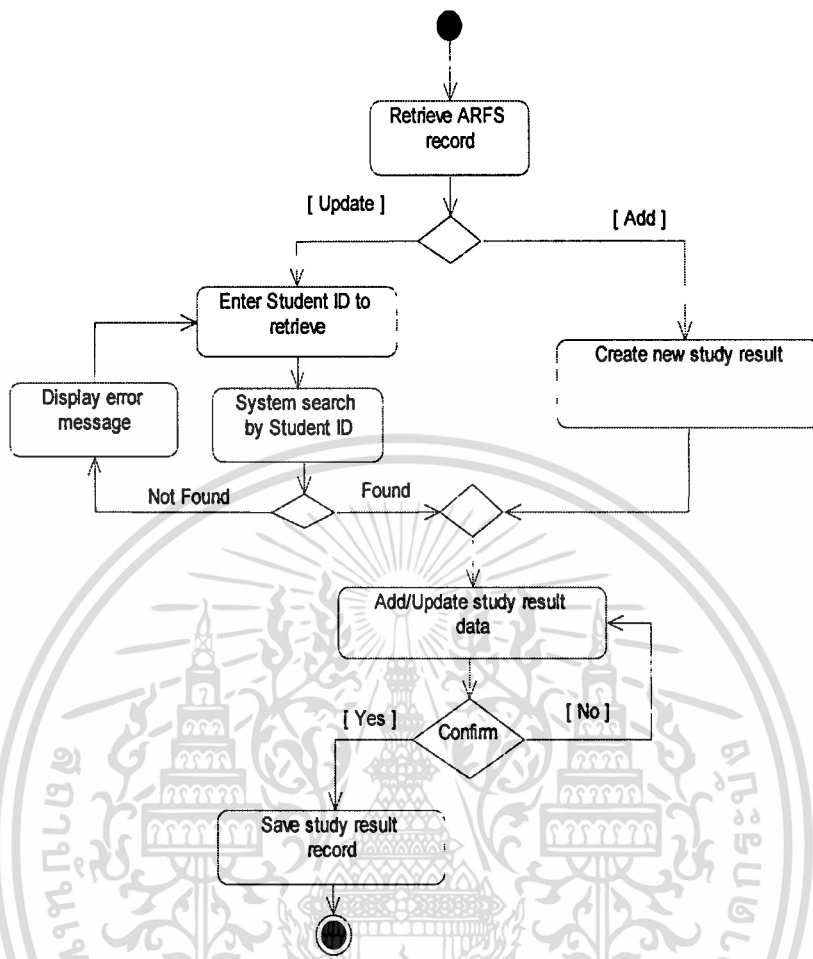 Retrieve ARFS
record
[ Update ]
[ Add ]
Enter Student ID to
retrieve
Create new study result
Display error
message
System search
by Student ID
Not Found
Found
Add/Update study result
data
[ Yes ]
Confirm
[ No ]
Save study result
record